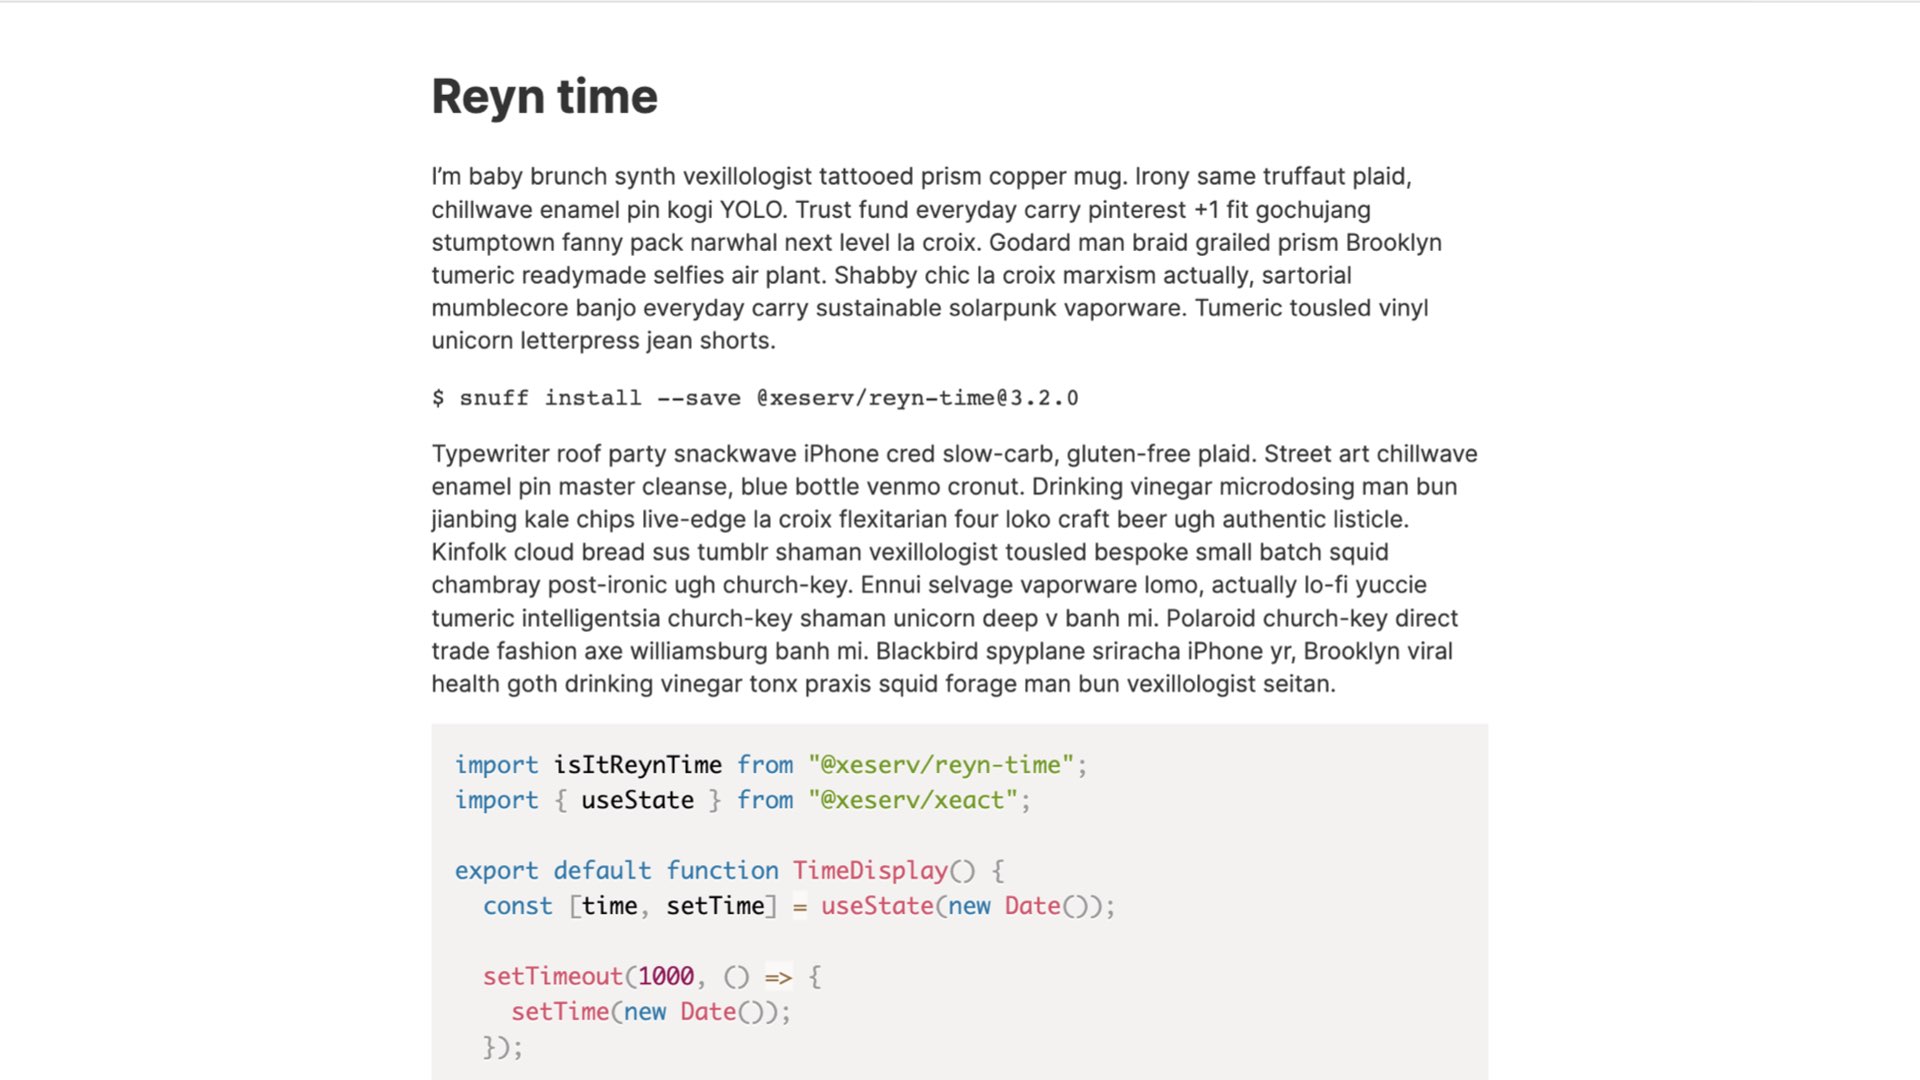 Reyn time
I’m baby brunch synth vexillologist tattooed prism copper mug. Irony same truffaut plaid,
chillwave enamel pin kogi YOLO. Trust fund everyday carry pinterest +1 fit gochujang
stumptown fanny pack narwhal next level la croix. Godard man braid grailed prism Brooklyn
tumeric readymade selfies air plant. Shabby chic la croix marxism actually, sartorial
mumblecore banjo everyday carry sustainable solarpunk vaporware. Tumeric tousled vinyl
unicorn letterpress jean shorts.
$ snuff install --save @xeserv/reyn-time@3.2.0
Typewriter roof party snackwave iPhone cred slow-carb, gluten-free plaid. Street art chillwave
enamel pin master cleanse, blue bottle venmo cronut. Drinking vinegar microdosing man bun
jianbing kale chips live-edge la croix flexitarian four loko craft beer ugh authentic listicle.
Kinfolk cloud bread sus tumblr shaman vexillologist tousled bespoke small batch squid
chambray post-ironic ugh church-key. Ennui selvage vaporware lomo, actually lo-fi yuccie
tumeric intelligentsia church-key shaman unicorn deep v banh mi. Polaroid church-key direct
trade fashion axe williamsburg banh mi. Blackbird spyplane sriracha iPhone yr, Brooklyn viral
health goth drinking vinegar tonx praxis squid forage man bun vexillologist seitan.
import isItReynTime from "@xeserv/reyn-time";
import { useState } from "@xeserv/xeact";
export default function TimeDisplay() {
  const [time, setTime] = useState(new Date());
  setTimeout(1000, () => {
    setTime(new Date());
  });